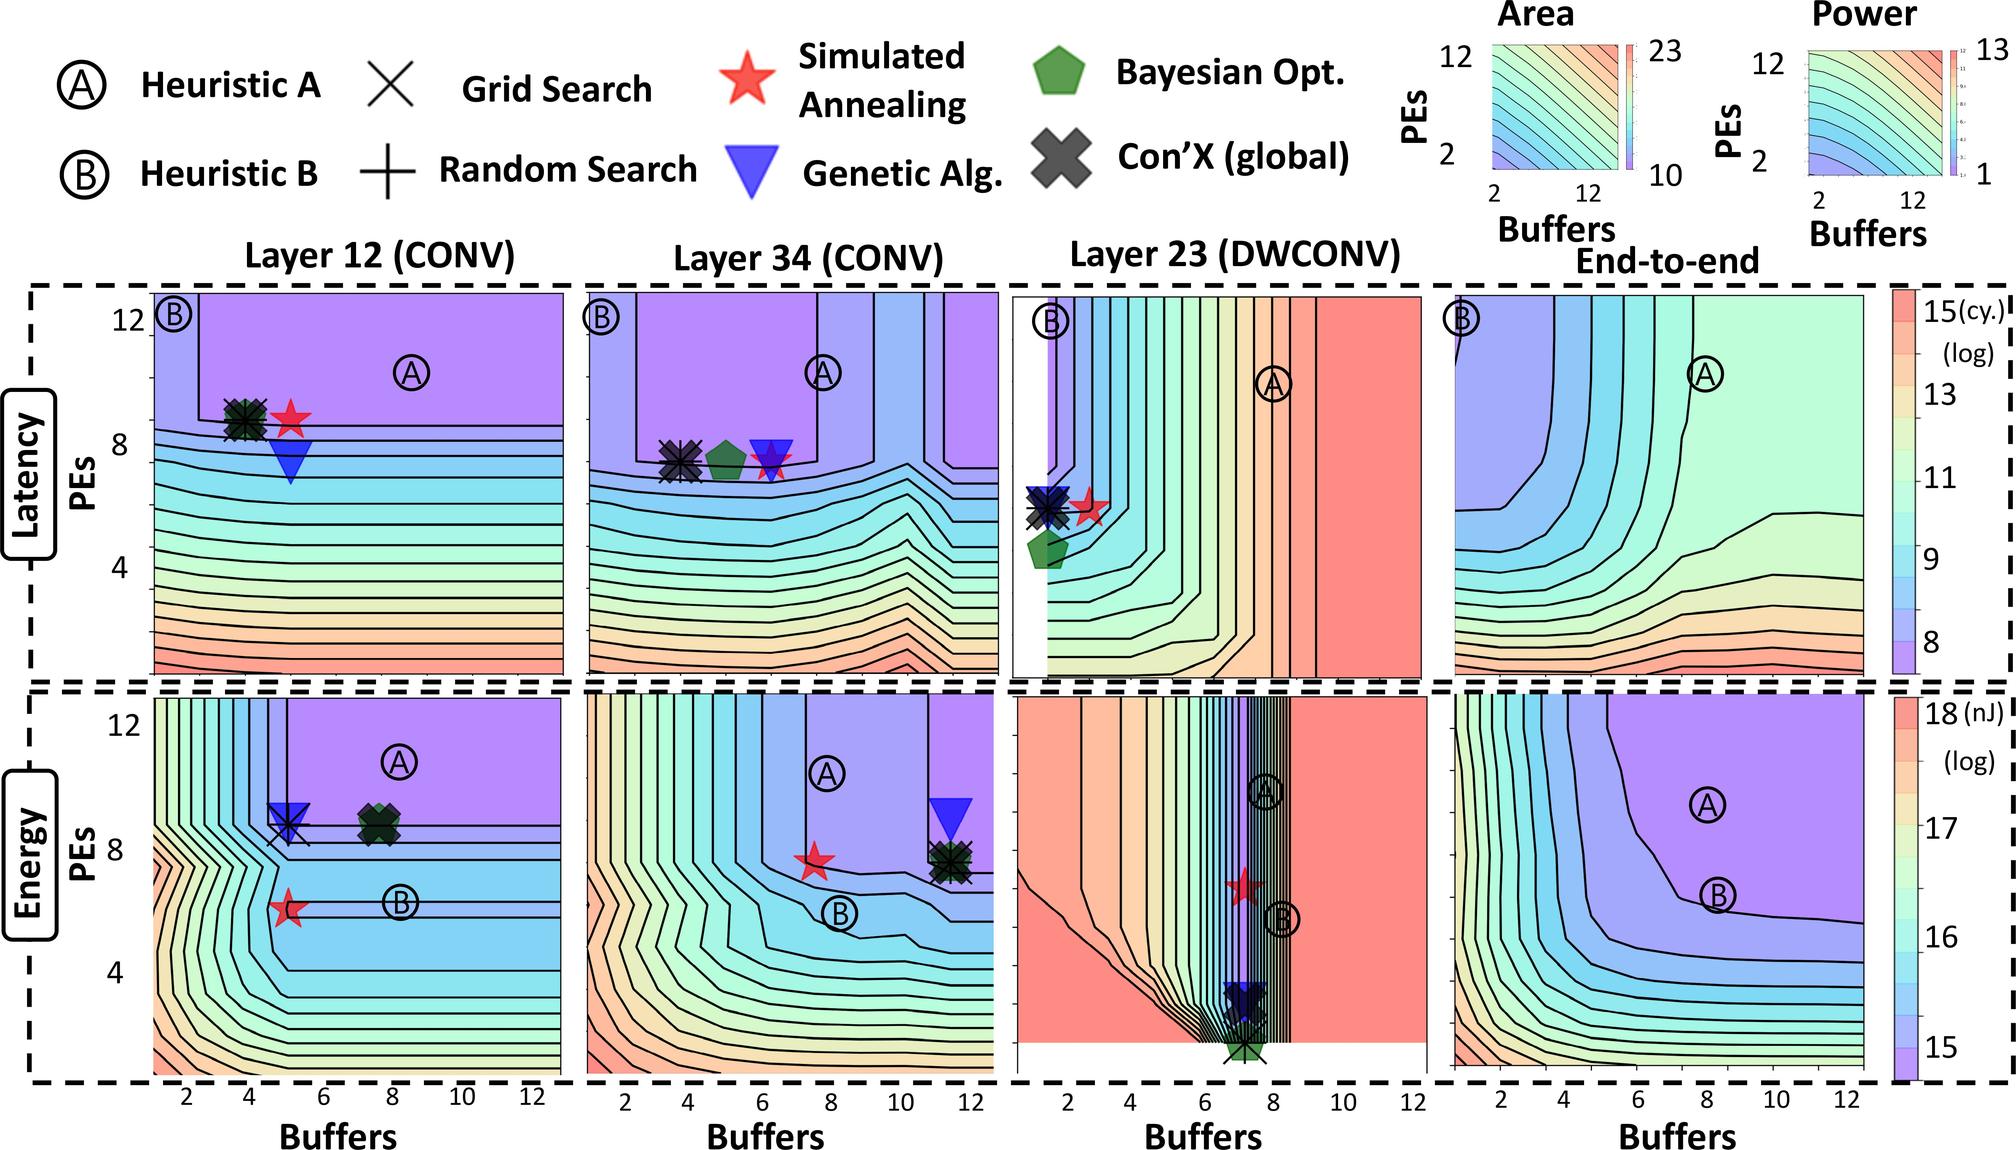 Area
Power
A Heuristic A
Grid Search
Simulated
Annealing
Bayesian Opt.
B Heuristic B
Random Search
Genetic Alg.
Con'X (global)
PEs
12
2
23
10
2 12
Buffers
PEs
12
2
13
1
2 12
Buffers
Layer 12 (CONV)
Layer 34 (CONV)
Layer 23 (DWCONV)
End-to-end
Latency
PEs
12
8
4
B
A
B
A
B
A
B
A
15 (cy.)
(log)
13
11
9
8
Energy
PEs
12
8
4
A
B
A
B
A
B
A
B
18 (nJ)
(log)
17
16
15
2 4 6 8 10 12
2 4 6 8 10 12
2 4 6 8 10 12
2 4 6 8 10 12
Buffers
Buffers
Buffers
Buffers